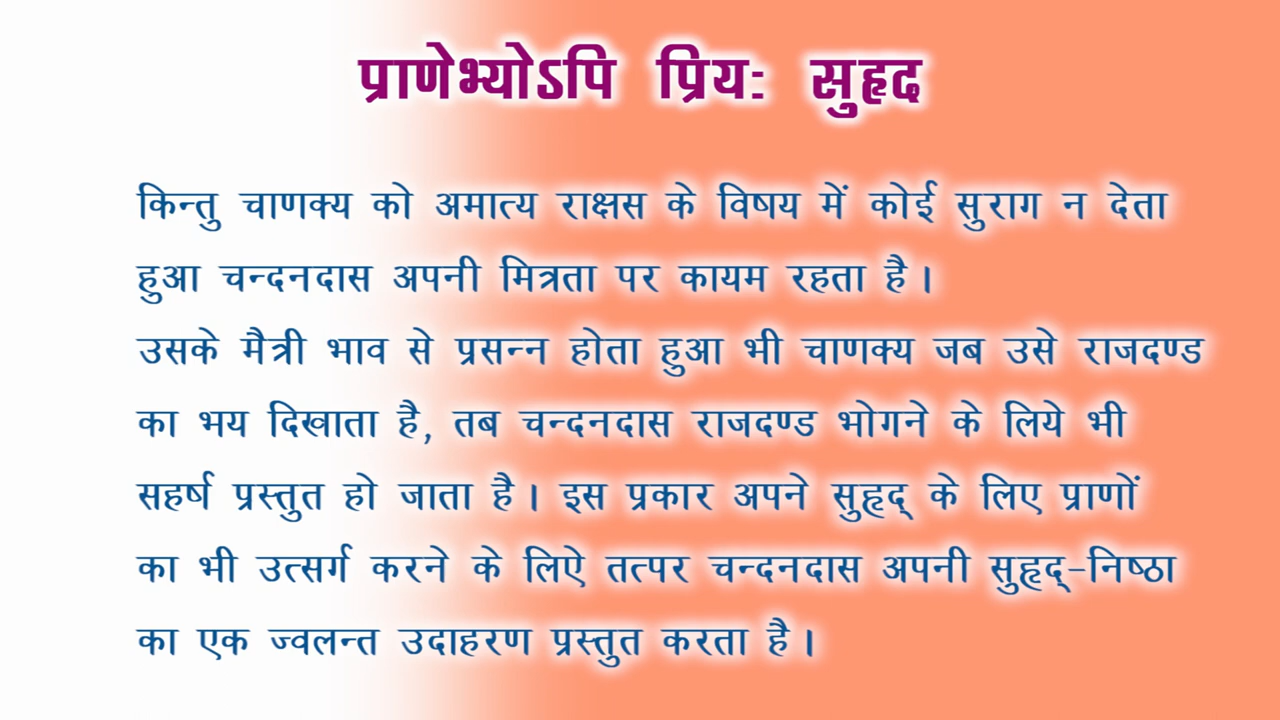 प्राणेभ्योऽपि प्रियः सुहृद
किन्तु चाणक्य को अमात्य राक्षस के विषय में कोई सुराग न देता
हुआ चन्दनदास अपनी मित्रता पर कायम रहता है।
उसके मैत्री भाव से प्रसन्न होता हुआ भी चाणक्य जब उसे राजदण्ड
का भय दिखाता है, तब चन्दनदास राजदण्ड भोगने के लिये भी
सहर्ष प्रस्तुत हो जाता है। इस प्रकार अपने सुहृद् के लिए प्राणों
का भी उत्सर्ग करने के लिऐ तत्पर चन्दनदास अपनी सुहृद्-निष्ठा
का एक ज्वलन्त उदाहरण प्रस्तुत करता है।